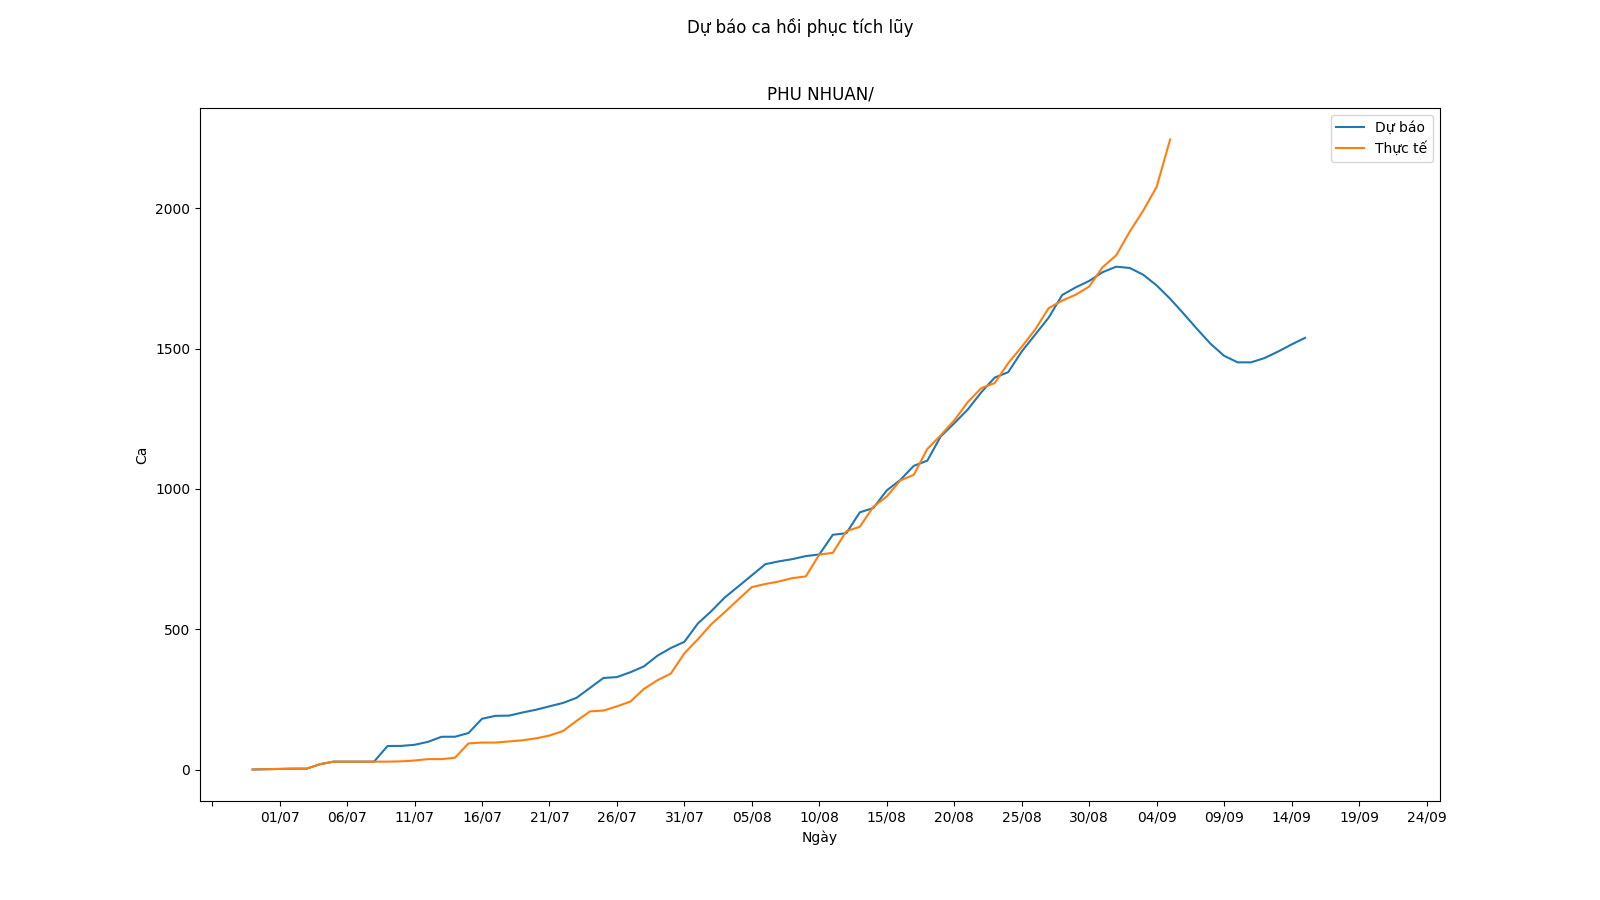 Dự báo ca hồi phục tích lũy
PHU NHUAN/
Dự báo
Thực tế
2000
1500
1000
500
0
Ca
01/07 06/07 11/07 16/07 21/07 26/07 31/07 05/08 10/08 15/08 20/08 25/08 30/08 04/09 09/09 14/09 19/09 24/09
Ngày